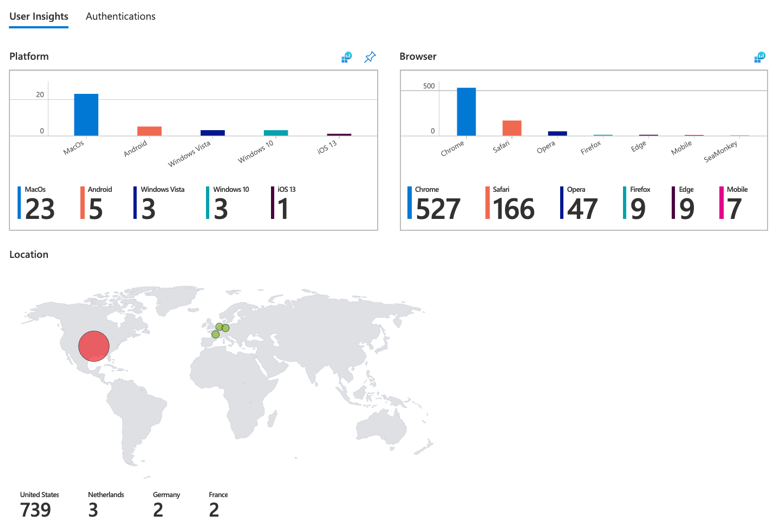 User Insights Authentications
Platform
20
0
MacOs Android Windows Vista Windows 10 iOS 13
MacOs Android Windows Vista Windows 10 iOS 13
23 5 3 3 1
Browser
500
0
Chrome Safari Opera Firefox Edge Mobile SeaMonkey
Chrome Safari Opera Firefox Edge Mobile
527 166 47 9 9 7
Location
United States Netherlands Germany France
739 3 2 2